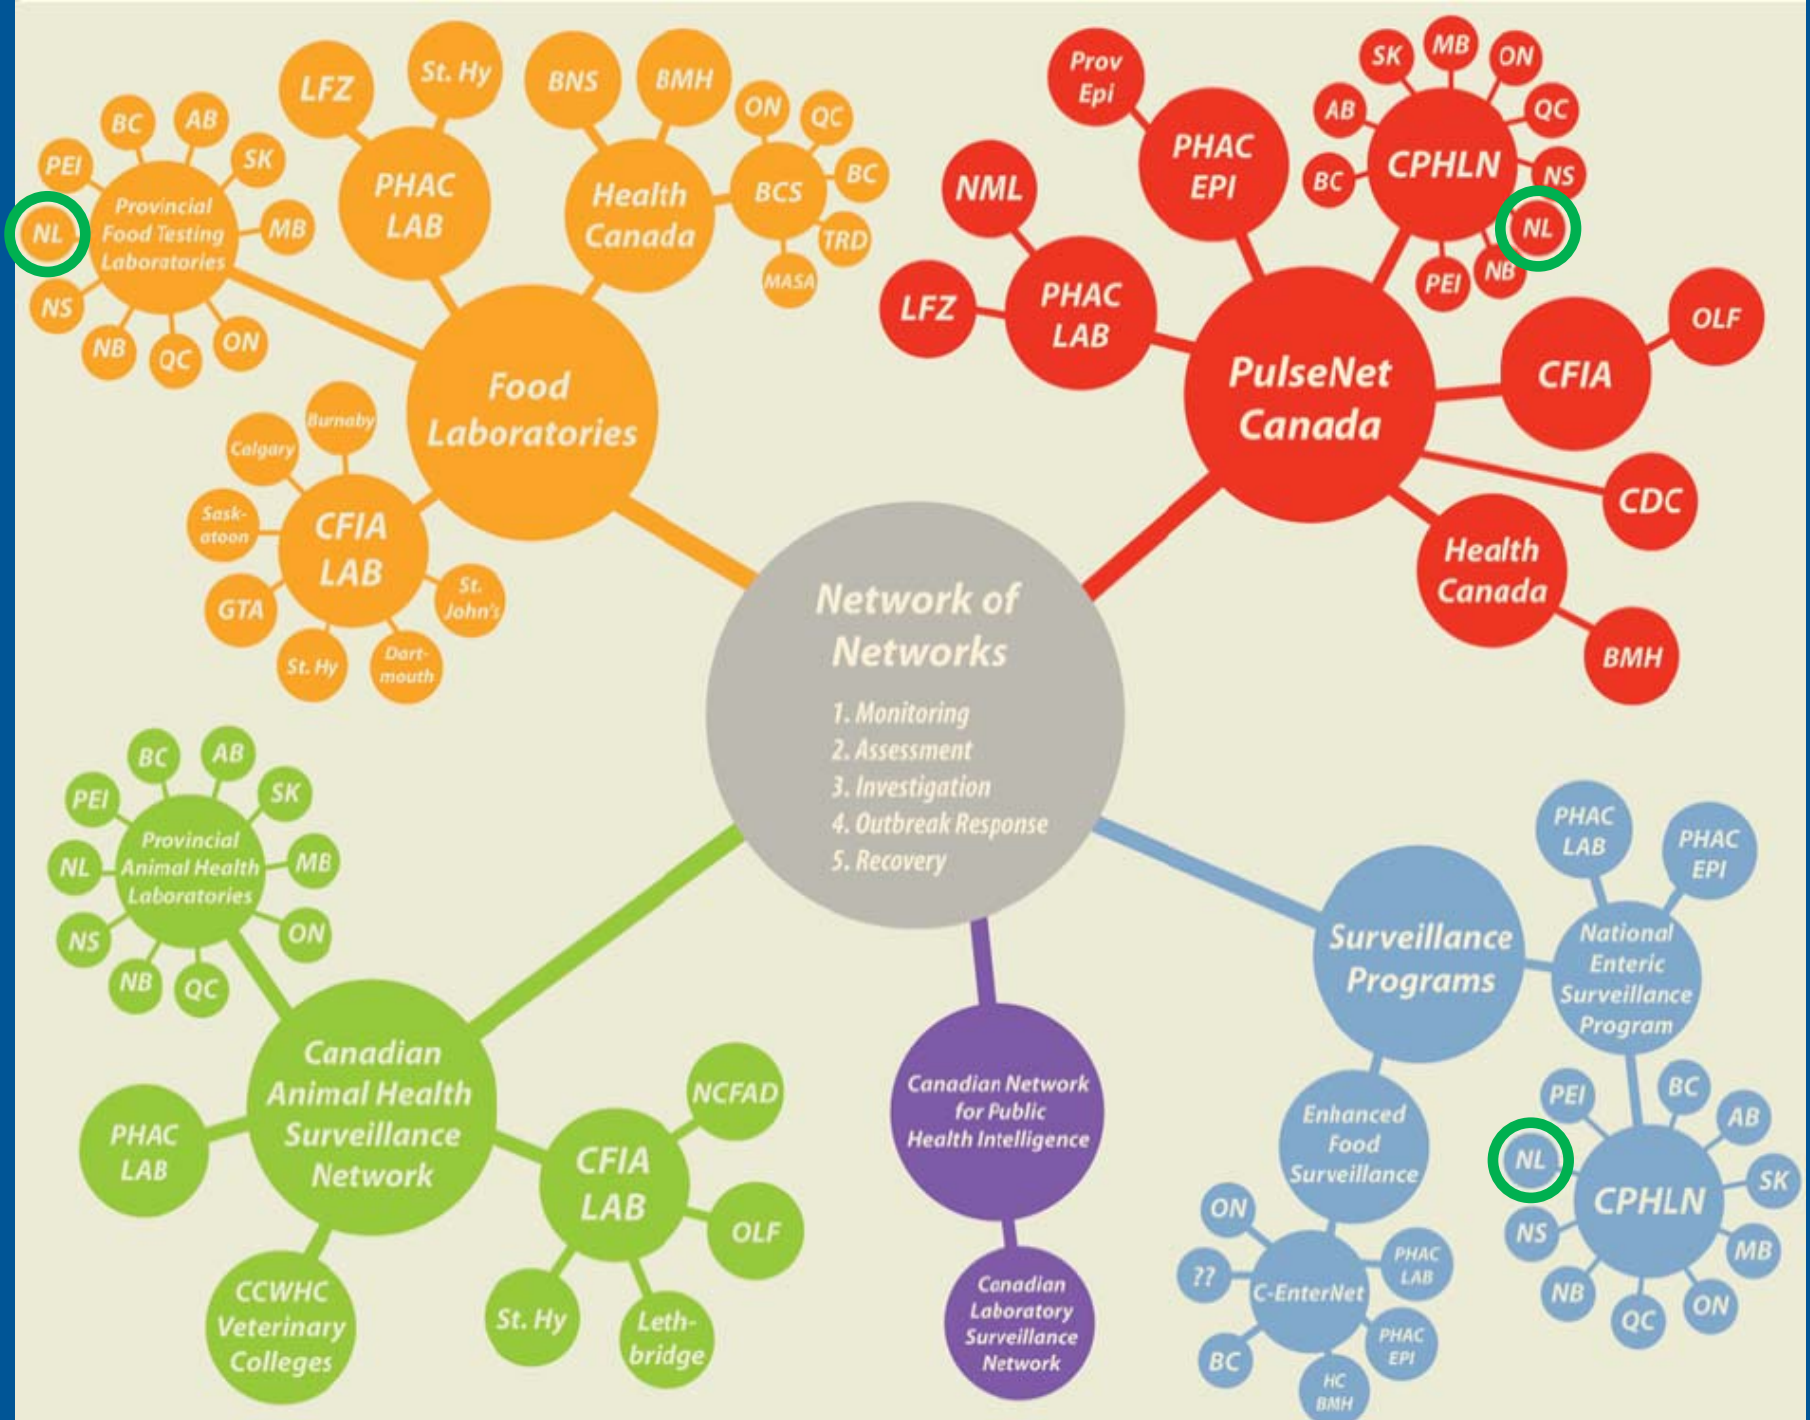 Network of
Networks
1. Monitoring
2. Assessment
3. Investigation
4. Outbreak Response
5. Recovery
Food
Laboratories
Provincial
Food Testing
Laboratories
BC
AB
SK
MB
ON
QC
NB
NS
NL
PEI
PHAC
LAB
LFZ
St. Hy
Health
Canada
BNS
BMH
BCS
ON
QC
BC
TRD
MASA
CFIA
LAB
Burnaby
Calgary
Sask-
atoon
GTA
St. Hy
Dart-
mouth
St.
John's
PulseNet
Canada
PHAC
LAB
LFZ
NML
PHAC
EPI
Prov
Epi
CPHLN
BC
AB
SK
MB
ON
QC
NS
NL
NB
PEI
CFIA
OLF
CDC
Health
Canada
BMH
Canadian
Animal Health
Surveillance
Network
Provincial
Animal Health
Laboratories
BC
AB
SK
MB
ON
QC
NB
NS
NL
PEI
PHAC
LAB
CCWHC
Veterinary
Colleges
CFIA
LAB
NCFAD
OLF
Leth-
bridge
St. Hy
Canadian Network
for Public
Health Intelligence
Canadian
Laboratory
Surveillance
Network
Surveillance
Programs
National
Enteric
Surveillance
Program
PHAC
LAB
PHAC
EPI
CPHLN
PEI
BC
AB
SK
MB
ON
QC
NB
NS
NL
Enhanced
Food
Surveillance
C-EnterNet
ON
??
BC
HC
BMH
PHAC
EPI
PHAC
LAB